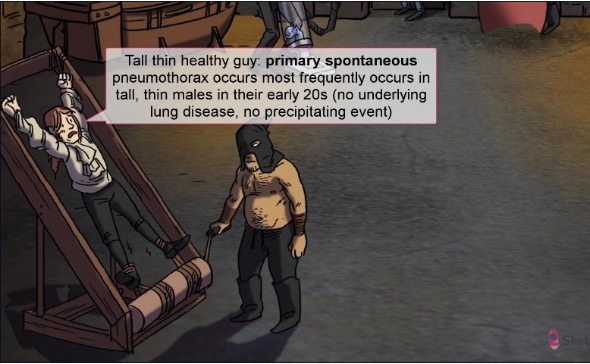 Tall thin healthy guy: primary spontaneous
pneumothorax occurs most frequently occurs in
tall, thin males in their early 20s (no underlying
lung disease, no precipitating event)